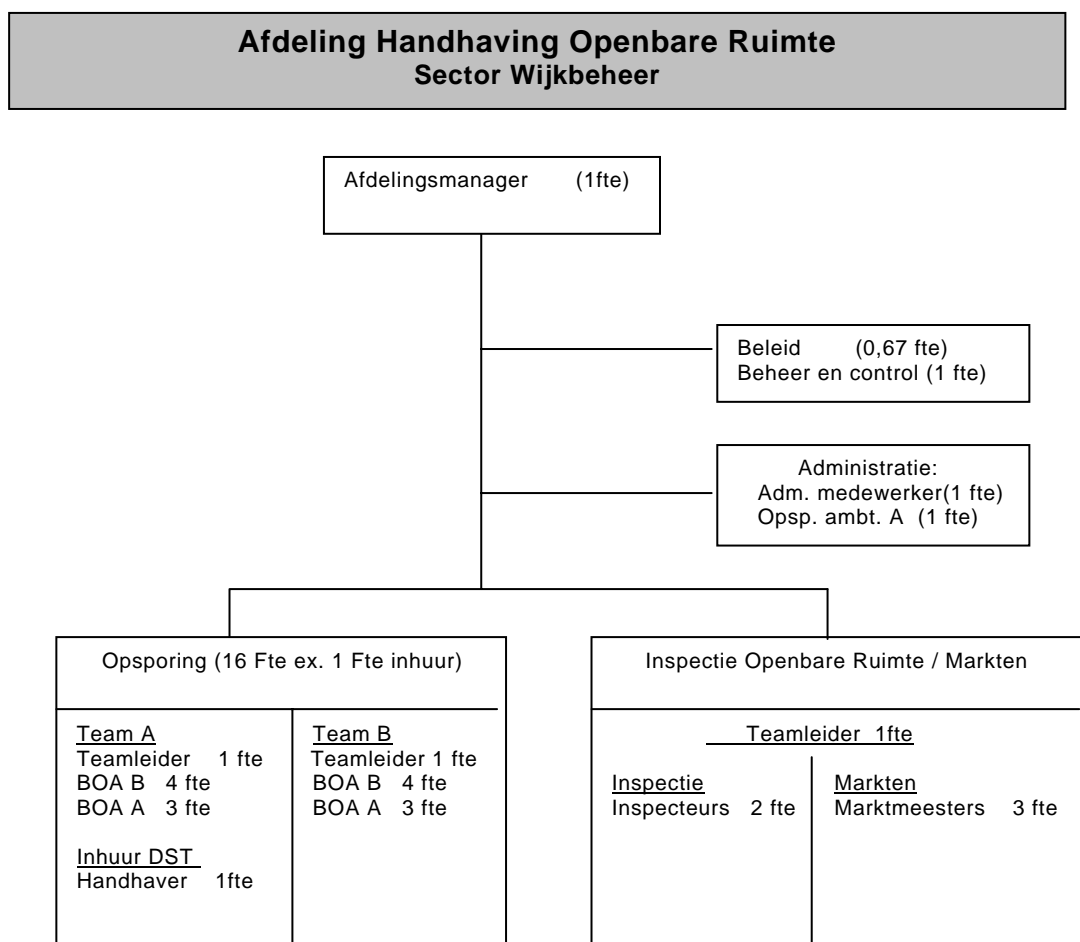 Afdeling Handhaving Openbare Ruimte
Sector Wijkbeheer
Afdelingsmanager (1fte)
Beleid (0,67 fte)
Beheer en control (1 fte)
Administratie:
Adm. medewerker(1 fte)
Opsp. ambt. A (1 fte)
Opsporing (16 Fte ex. 1 Fte inhuur)
Team A
Teamleider 1 fte
BOA B 4 fte
BOA A 3 fte
Inhuur DST
Handhaver 1fte
Team B
Teamleider 1 fte
BOA B 4 fte
BOA A 3 fte
Inspectie Openbare Ruimte / Markten
Teamleider 1fte
Inspectie
Inspecteurs 2 fte
Markten
Marktmeesters 3 fte